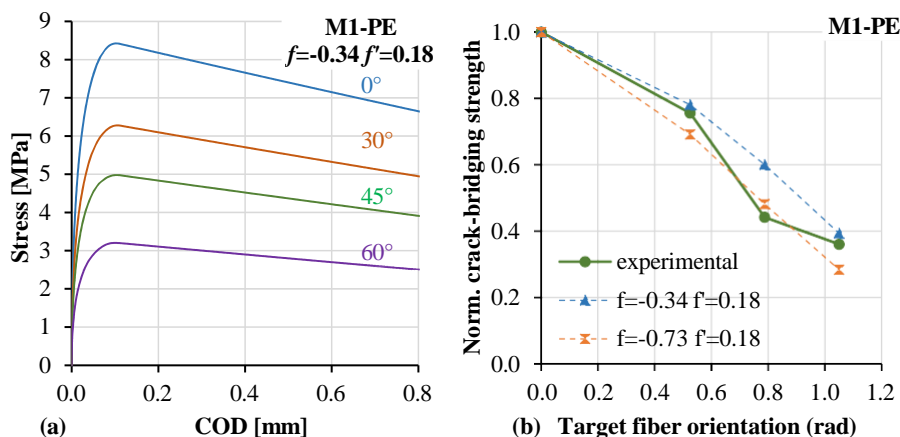 M1-PE
f=-0.34 f'=0.18
0°
30°
45°
60°
9
8
7
6
5
4
3
2
1
0
Stress [MPa]
0.0 0.2 0.4 0.6 0.8
(a) COD [mm]
M1-PE
1.0
0.8
0.6
0.4
0.2
0.0
Norm. crack-bridging strength
experimental
f=-0.34 f'=0.18
f=-0.73 f'=0.18
0.0 0.2 0.4 0.6 0.8 1.0 1.2
(b) Target fiber orientation (rad)